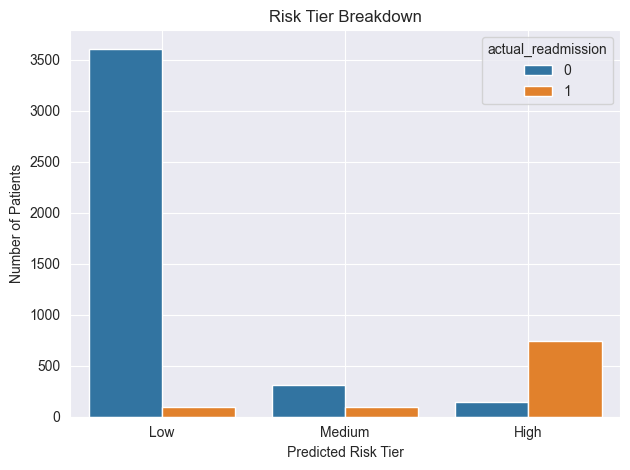 Risk Tier Breakdown
actual_readmission
0
1
Number of Patients
3500
3000
2500
2000
1500
1000
500
0
Low Medium High
Predicted Risk Tier